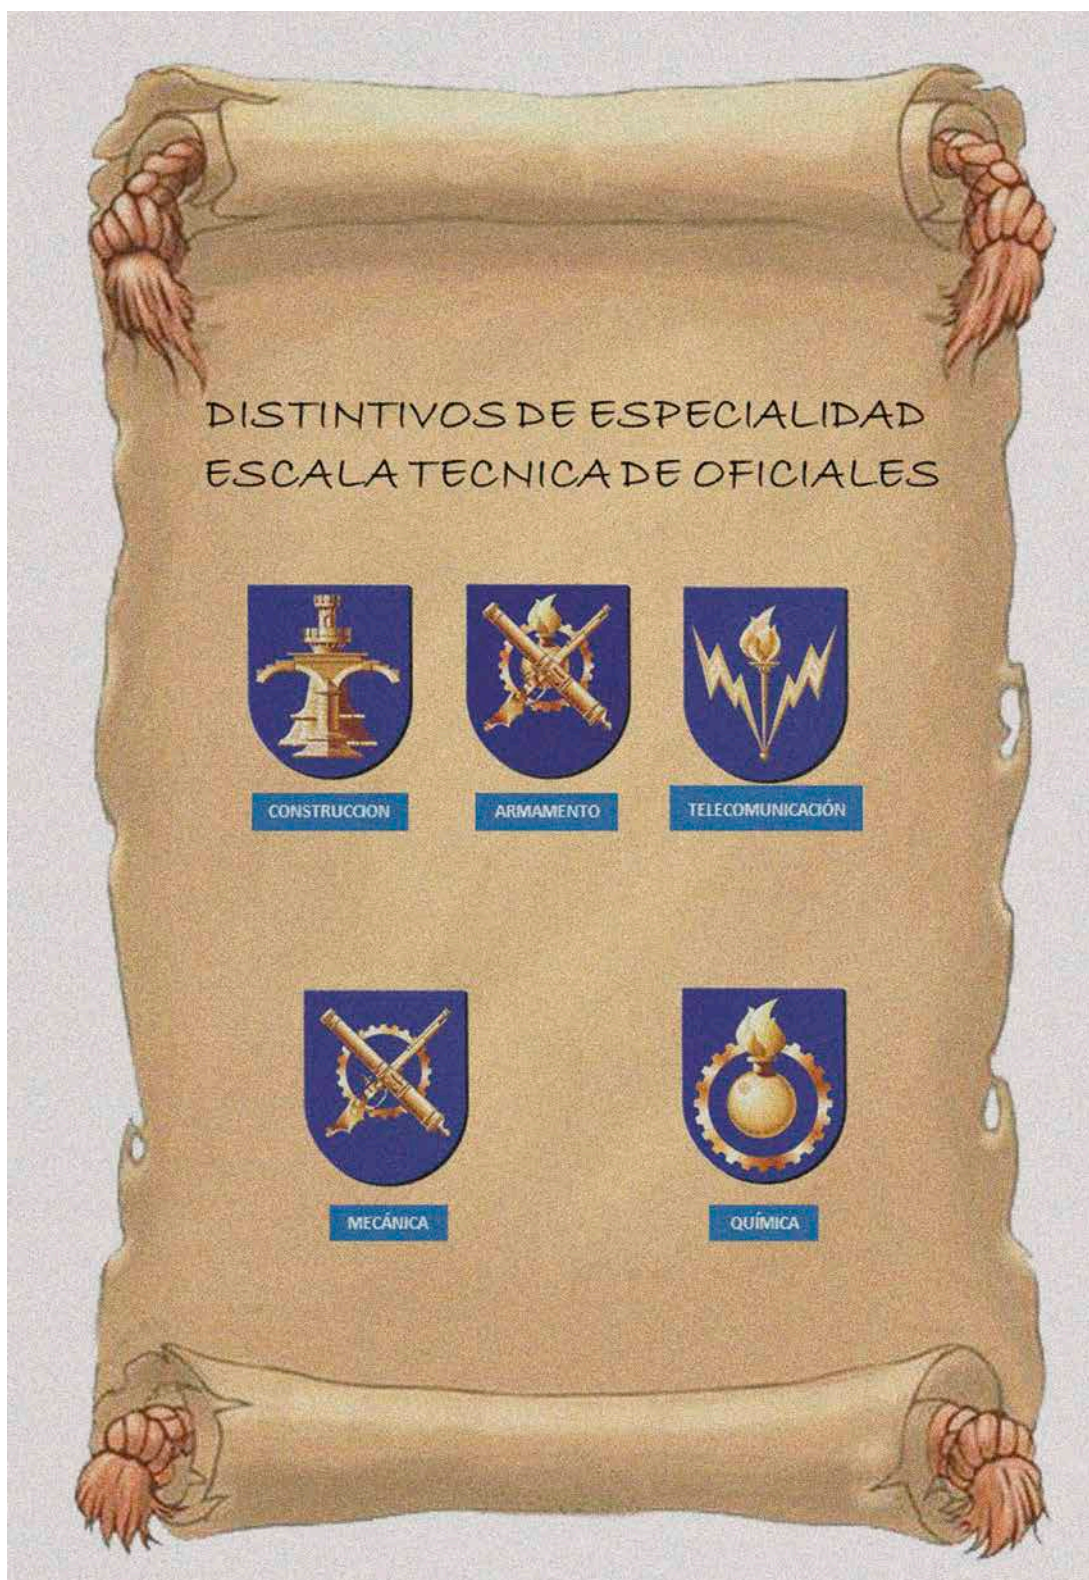 DISTINTIVOS DE ESPECIALIDAD
ESCALA TECNICA DE OFICIALES
CONSTRUCCION
ARMAMENTO
TELECOMUNICACIÓN
MECÁNICA
QUÍMICA